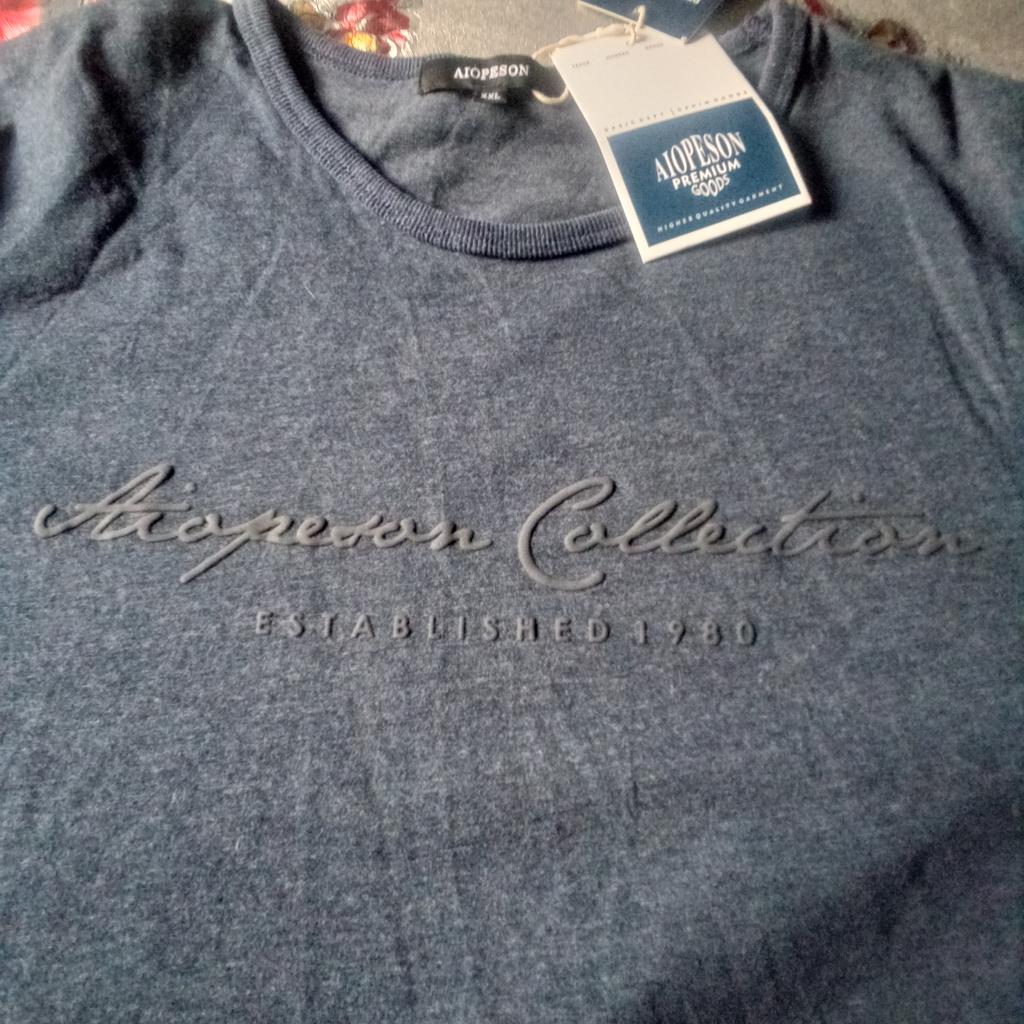 AIOPESON
XXL
AIOPESON
PREMIUM
GOODS
HIGHER QUALITY GARMENT
Aiopeson Collection
ESTABLISHED 1980